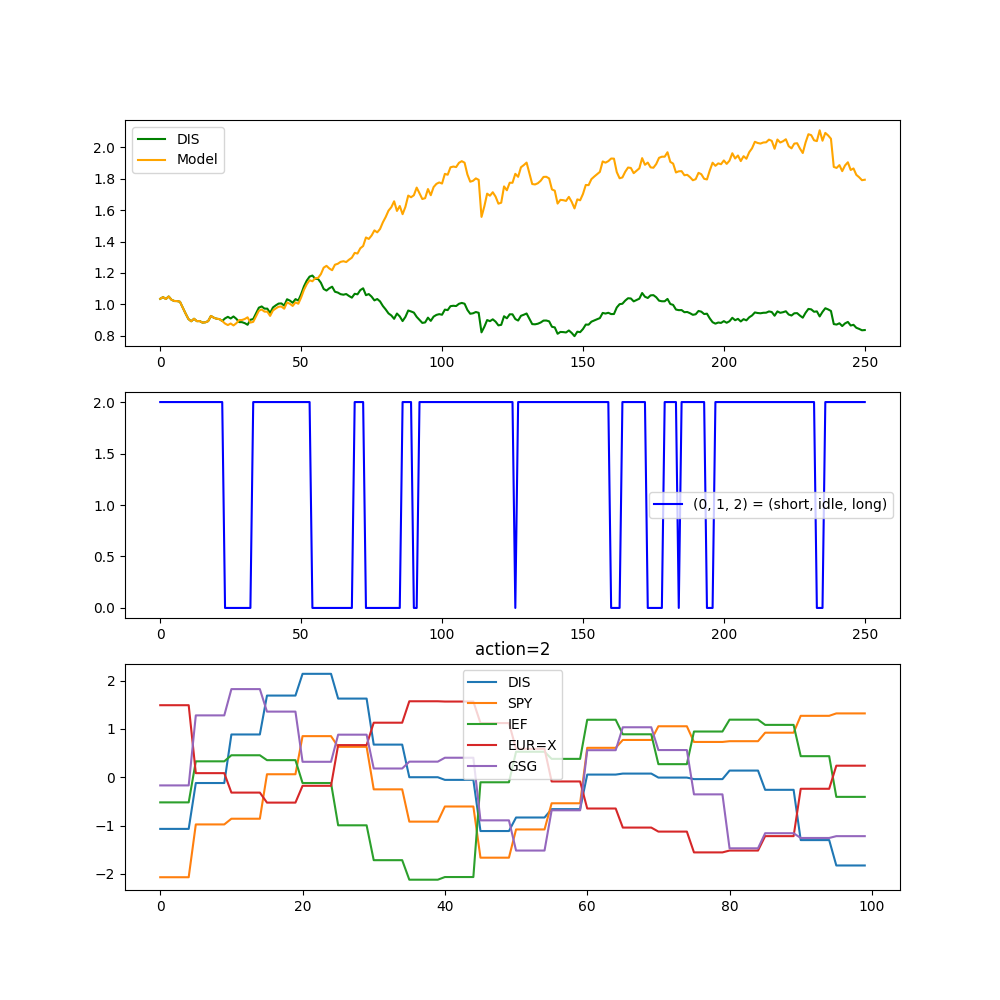 DIS
Model
2.0
1.8
1.6
1.4
1.2
1.0
0.8
0 50 100 150 200 250
2.0
1.5
1.0
0.5
0.0
(0, 1, 2) = (short, idle, long)
0 50 100 150 200 250
action=2
DIS
SPY
IEF
EUR=X
GSG
2
1
0
−1
−2
0 20 40 60 80 100